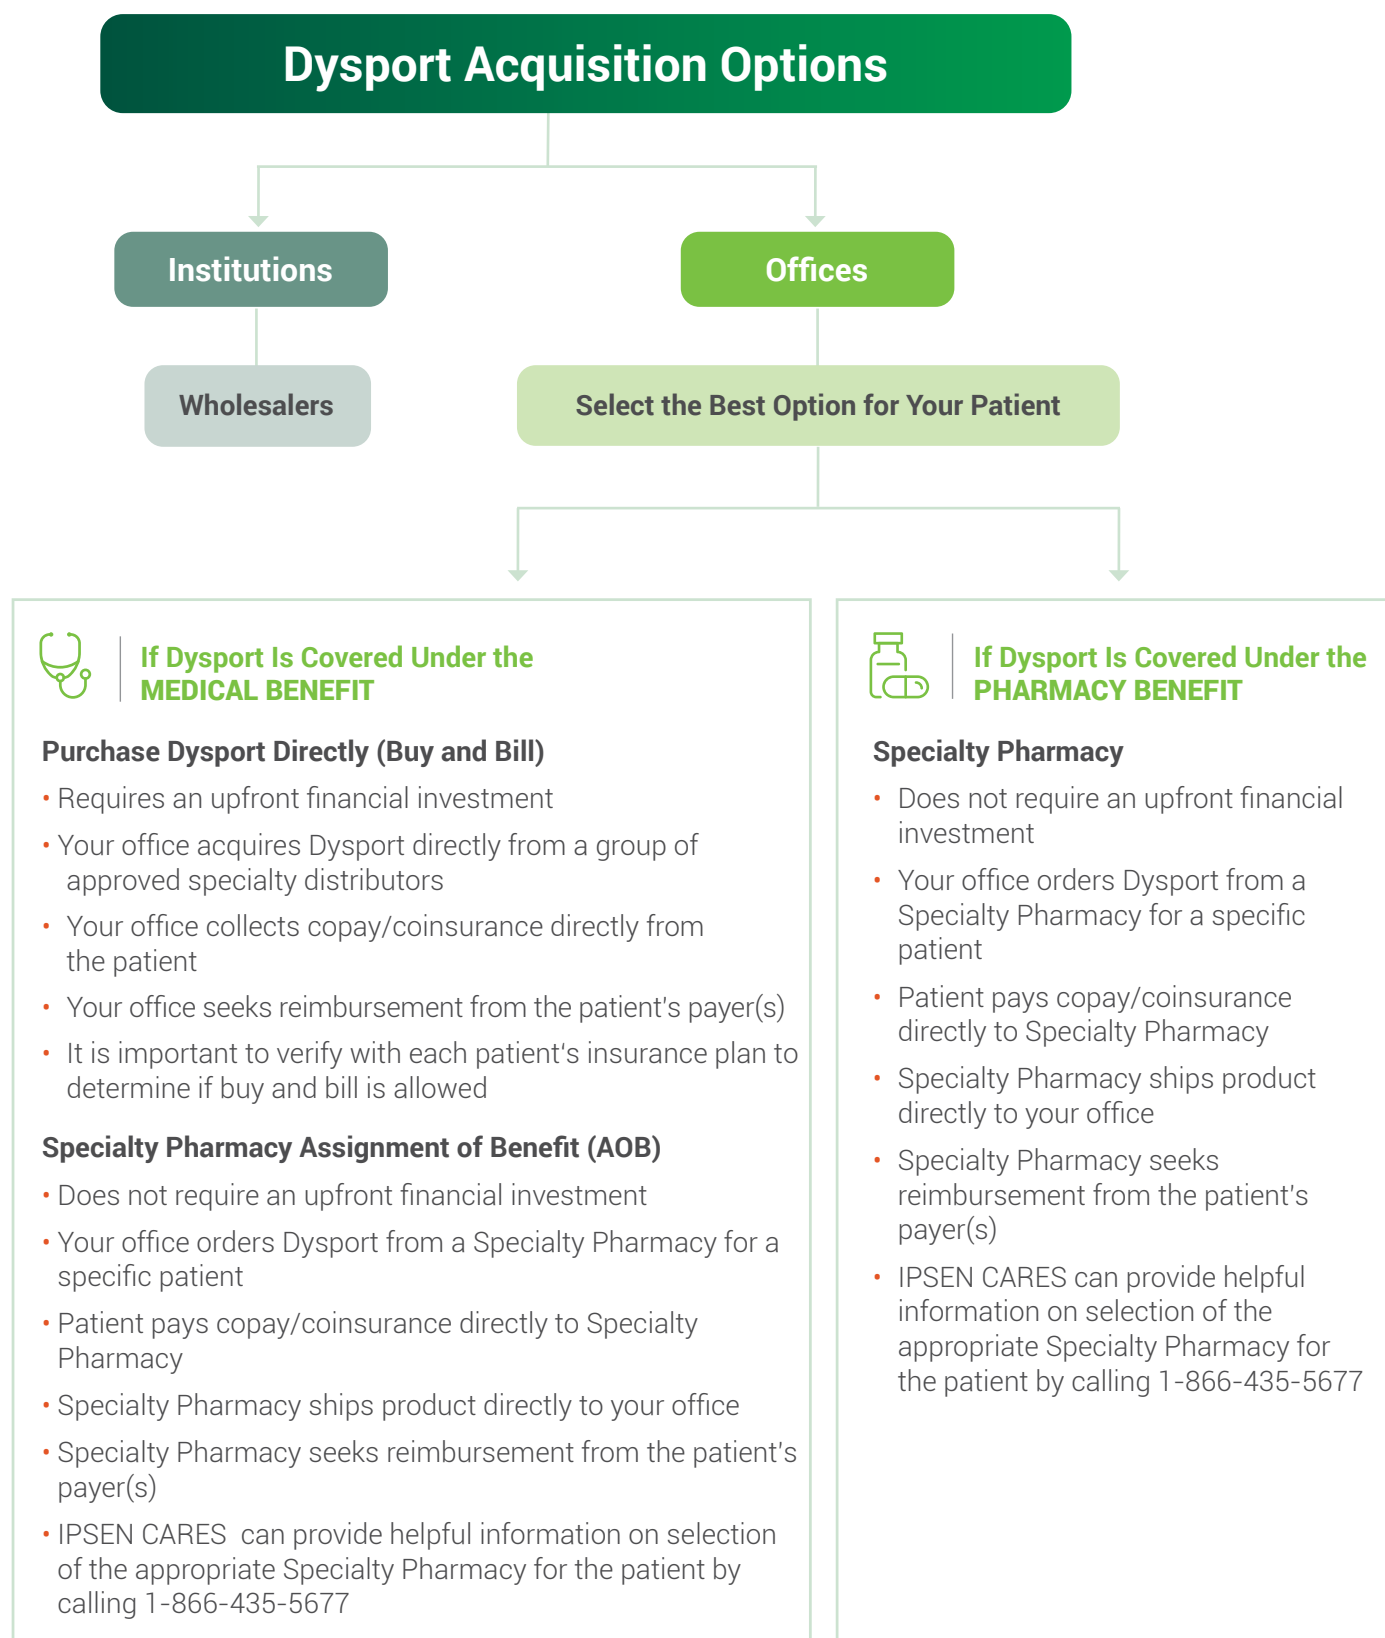 Dysport Acquisition Options
Institutions
Offices
Wholesalers
Select the Best Option for Your Patient
If Dysport Is Covered Under the
MEDICAL BENEFIT
Purchase Dysport Directly (Buy and Bill)
• Requires an upfront financial investment
• Your office acquires Dysport directly from a group of
approved specialty distributors
• Your office collects copay/coinsurance directly from
the patient
• Your office seeks reimbursement from the patient's payer(s)
• It is important to verify with each patient's insurance plan to
determine if buy and bill is allowed
Specialty Pharmacy Assignment of Benefit (AOB)
• Does not require an upfront financial investment
• Your office orders Dysport from a Specialty Pharmacy for a
specific patient
• Patient pays copay/coinsurance directly to Specialty
Pharmacy
• Specialty Pharmacy ships product directly to your office
• Specialty Pharmacy seeks reimbursement from the patient's
payer(s)
• IPSEN CARES can provide helpful information on selection
of the appropriate Specialty Pharmacy for the patient by
calling 1-866-435-5677
If Dysport Is Covered Under the
PHARMACY BENEFIT
Specialty Pharmacy
• Does not require an upfront financial
investment
• Your office orders Dysport from a
Specialty Pharmacy for a specific
patient
• Patient pays copay/coinsurance
directly to Specialty Pharmacy
• Specialty Pharmacy ships product
directly to your office
• Specialty Pharmacy seeks
reimbursement from the patient's
payer(s)
• IPSEN CARES can provide helpful
information on selection of the
appropriate Specialty Pharmacy for
the patient by calling 1-866-435-5677